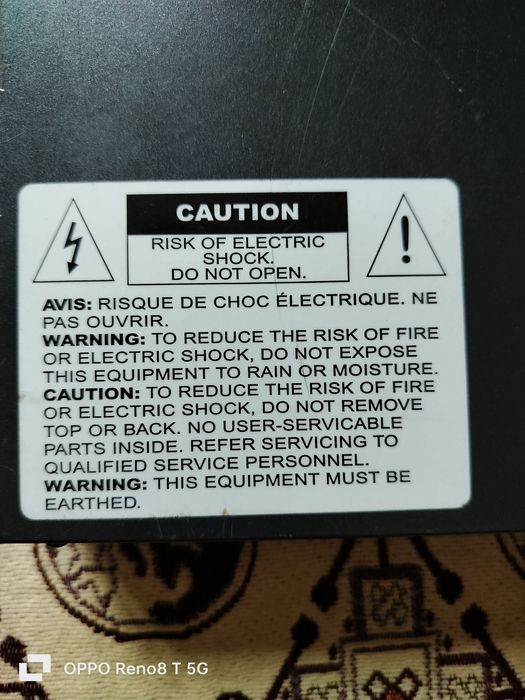 CAUTION
RISK OF ELECTRIC
SHOCK.
DO NOT OPEN.
AVIS: RISQUE DE CHOC ÉLECTRIQUE. NE
PAS OUVRIR.
WARNING: TO REDUCE THE RISK OF FIRE
OR ELECTRIC SHOCK, DO NOT EXPOSE
THIS EQUIPMENT TO RAIN OR MOISTURE.
CAUTION: TO REDUCE THE RISK OF FIRE
OR ELECTRIC SHOCK, DO NOT REMOVE
TOP OR BACK. NO USER-SERVICABLE
PARTS INSIDE. REFER SERVICING TO
QUALIFIED SERVICE PERSONNEL.
WARNING: THIS EQUIPMENT MUST BE
EARTHED.
OPPO Reno8 T 5G